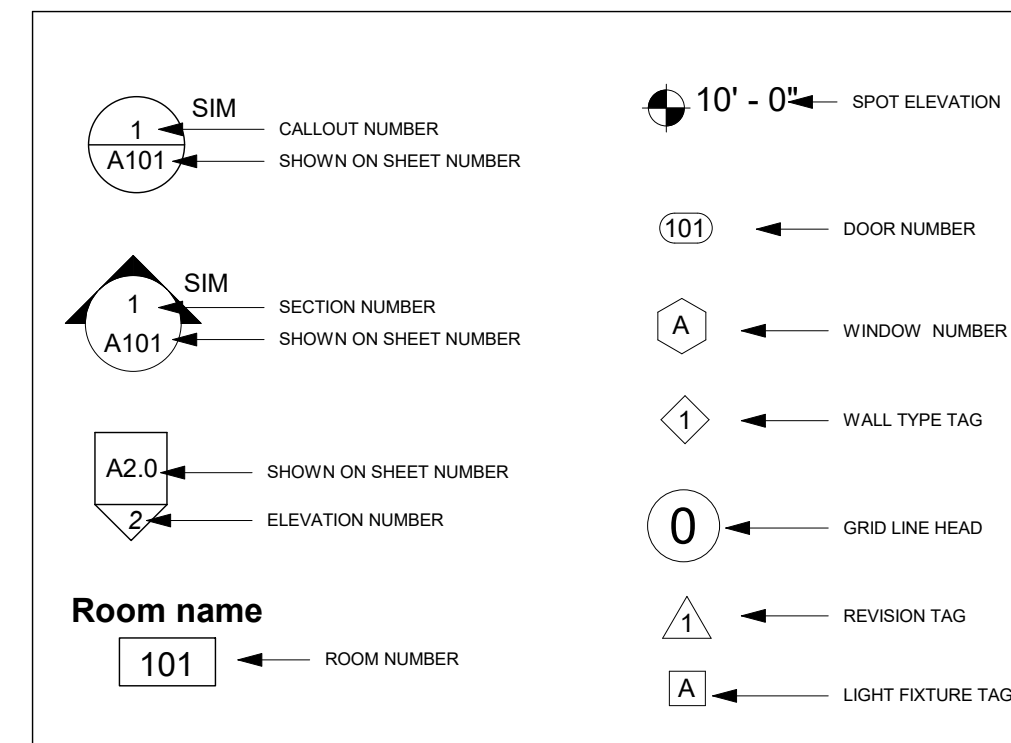 SIM
1
CALLOUT NUMBER
A101
SHOWN ON SHEET NUMBER
SIM
1
SECTION NUMBER
A101
SHOWN ON SHEET NUMBER
A2.0
SHOWN ON SHEET NUMBER
2
ELEVATION NUMBER
Room name
101
ROOM NUMBER
10' - 0"
SPOT ELEVATION
101
DOOR NUMBER
A
WINDOW NUMBER
1
WALL TYPE TAG
0
GRID LINE HEAD
1
REVISION TAG
A
LIGHT FIXTURE TAG